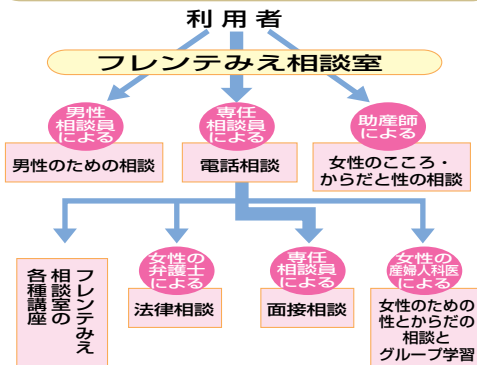 利用者
フレンテみえ相談室
男性
相談員
による
男性のための相談
専任
相談員
による
電話相談
助産師
による
女性のこころ・
からだと性の相談
フレンテみえ
相談室の
各種講座
女性の
弁護士
による
法律相談
専任
相談員
による
面接相談
女性の
産婦人科医
による
女性のための
性とからだの
相談と
グループ学習